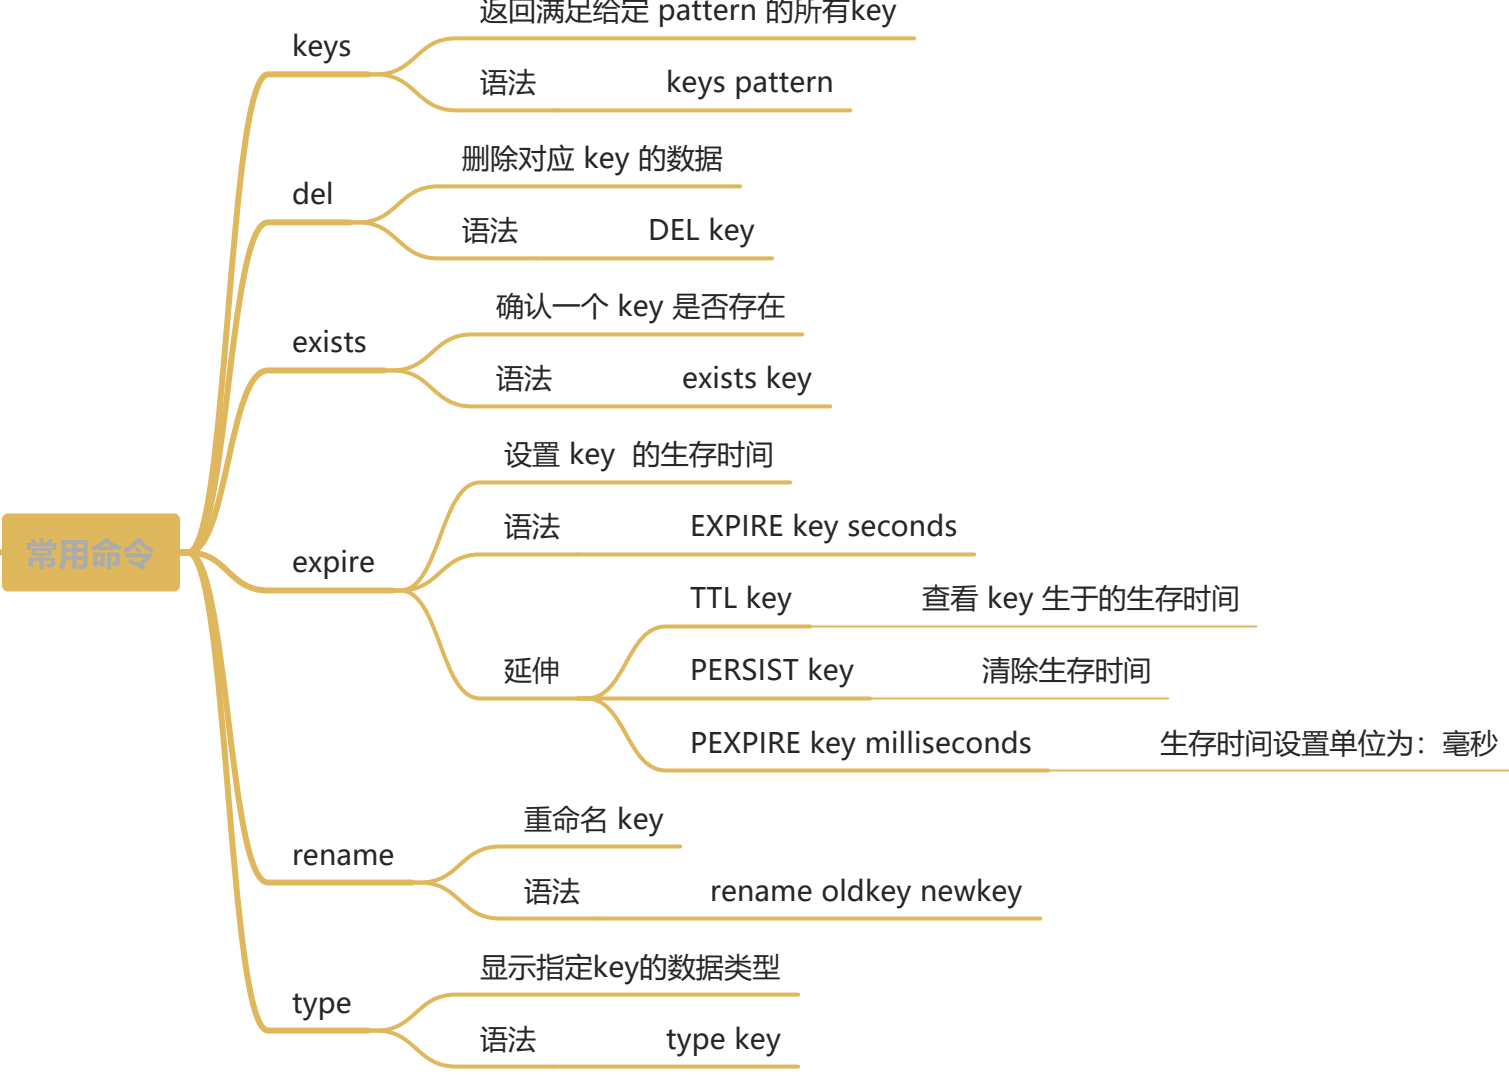 返回满足给定 pattern 的所有key
keys
语法 keys pattern
删除对应 key 的数据
del
语法 DEL key
确认一个 key 是否存在
exists
语法 exists key
设置 key 的生存时间
语法 EXPIRE key seconds
常用命令
expire
TTL key 查看 key 生于的生存时间
延伸 PERSIST key 清除生存时间
PEXPIRE key milliseconds 生存时间设置单位为：毫秒
重命名 key
rename
语法 rename oldkey newkey
显示指定key的数据类型
type
语法 type key